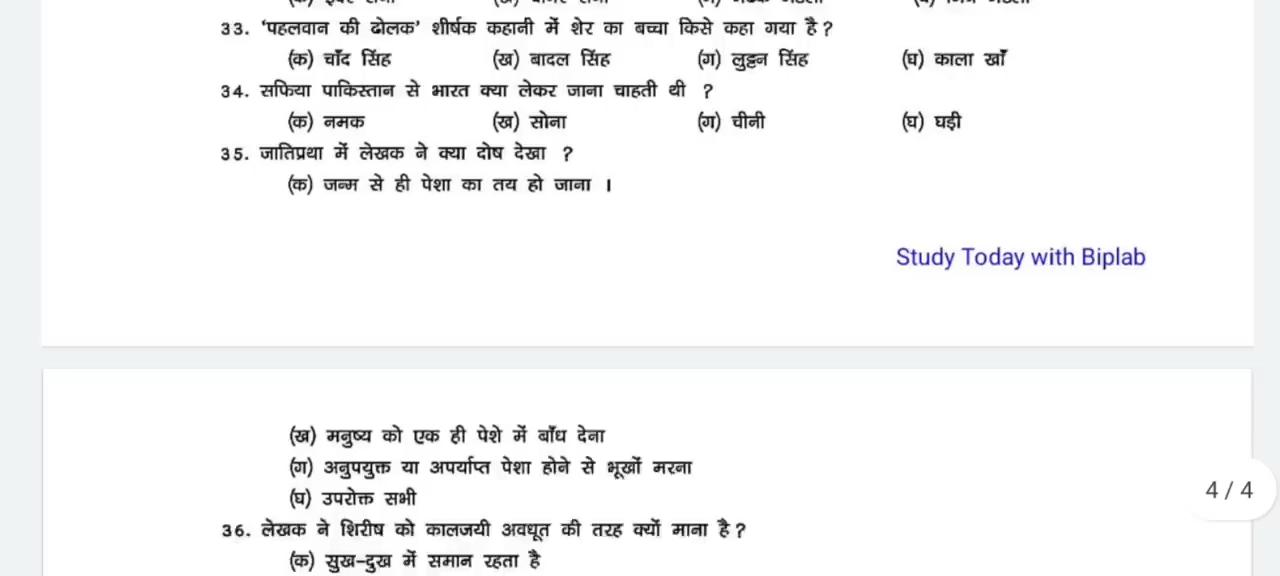 33. ‘पहलवान की ढोलक’ शीर्षक कहानी में शेर का बच्चा किसे कहा गया है ?
(क) चाँद सिंह (ख) बादल सिंह (ग) लुट्टन सिंह (घ) काला खाँ
34. सफिया पाकिस्तान से भारत क्या लेकर जाना चाहती थी ?
(क) नमक (ख) सोना (ग) चीनी (घ) घड़ी
35. जातिप्रथा में लेखक ने क्या दोष देखा ?
(क) जन्म से ही पेशा का तय हो जाना ।
Study Today with Biplab
(ख) मनुष्य को एक ही पेशे में बाँध देना
(ग) अनुपयुक्त या अपर्याप्त पेशा होने से भूखों मरना
(घ) उपरोक्त सभी
4 / 4
36. लेखक ने शिरीष को कालजयी अवधूत की तरह क्यों माना है ?
(क) सुख-दुख में समान रहता है